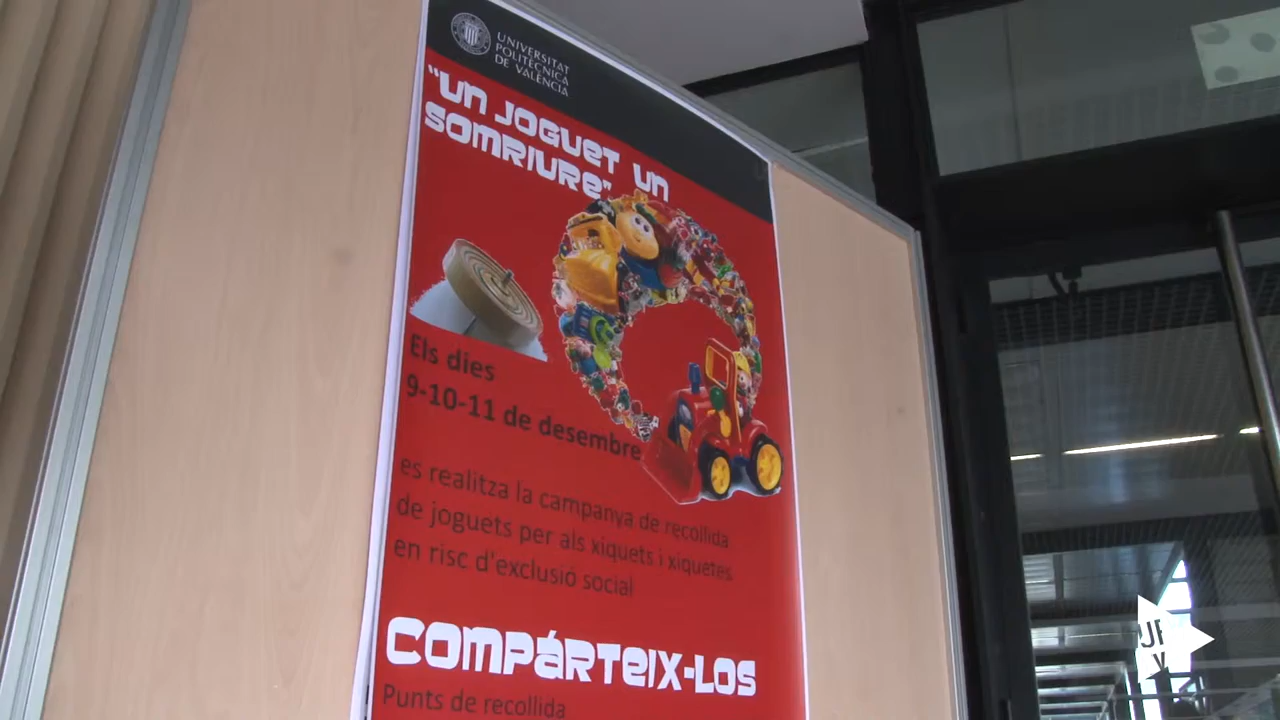 UNIVERSITAT
POLITÈCNICA
DE VALÈNCIA
"UN JOGUET UN
SOMRIURE"
Els dies
9-10-11 de desembre
es realitza la campanya de recollida
de joguets per als xiquets i xiquetes
en risc d'exclusió social
COMPÁRTEIX-LOS
Punts de recollida